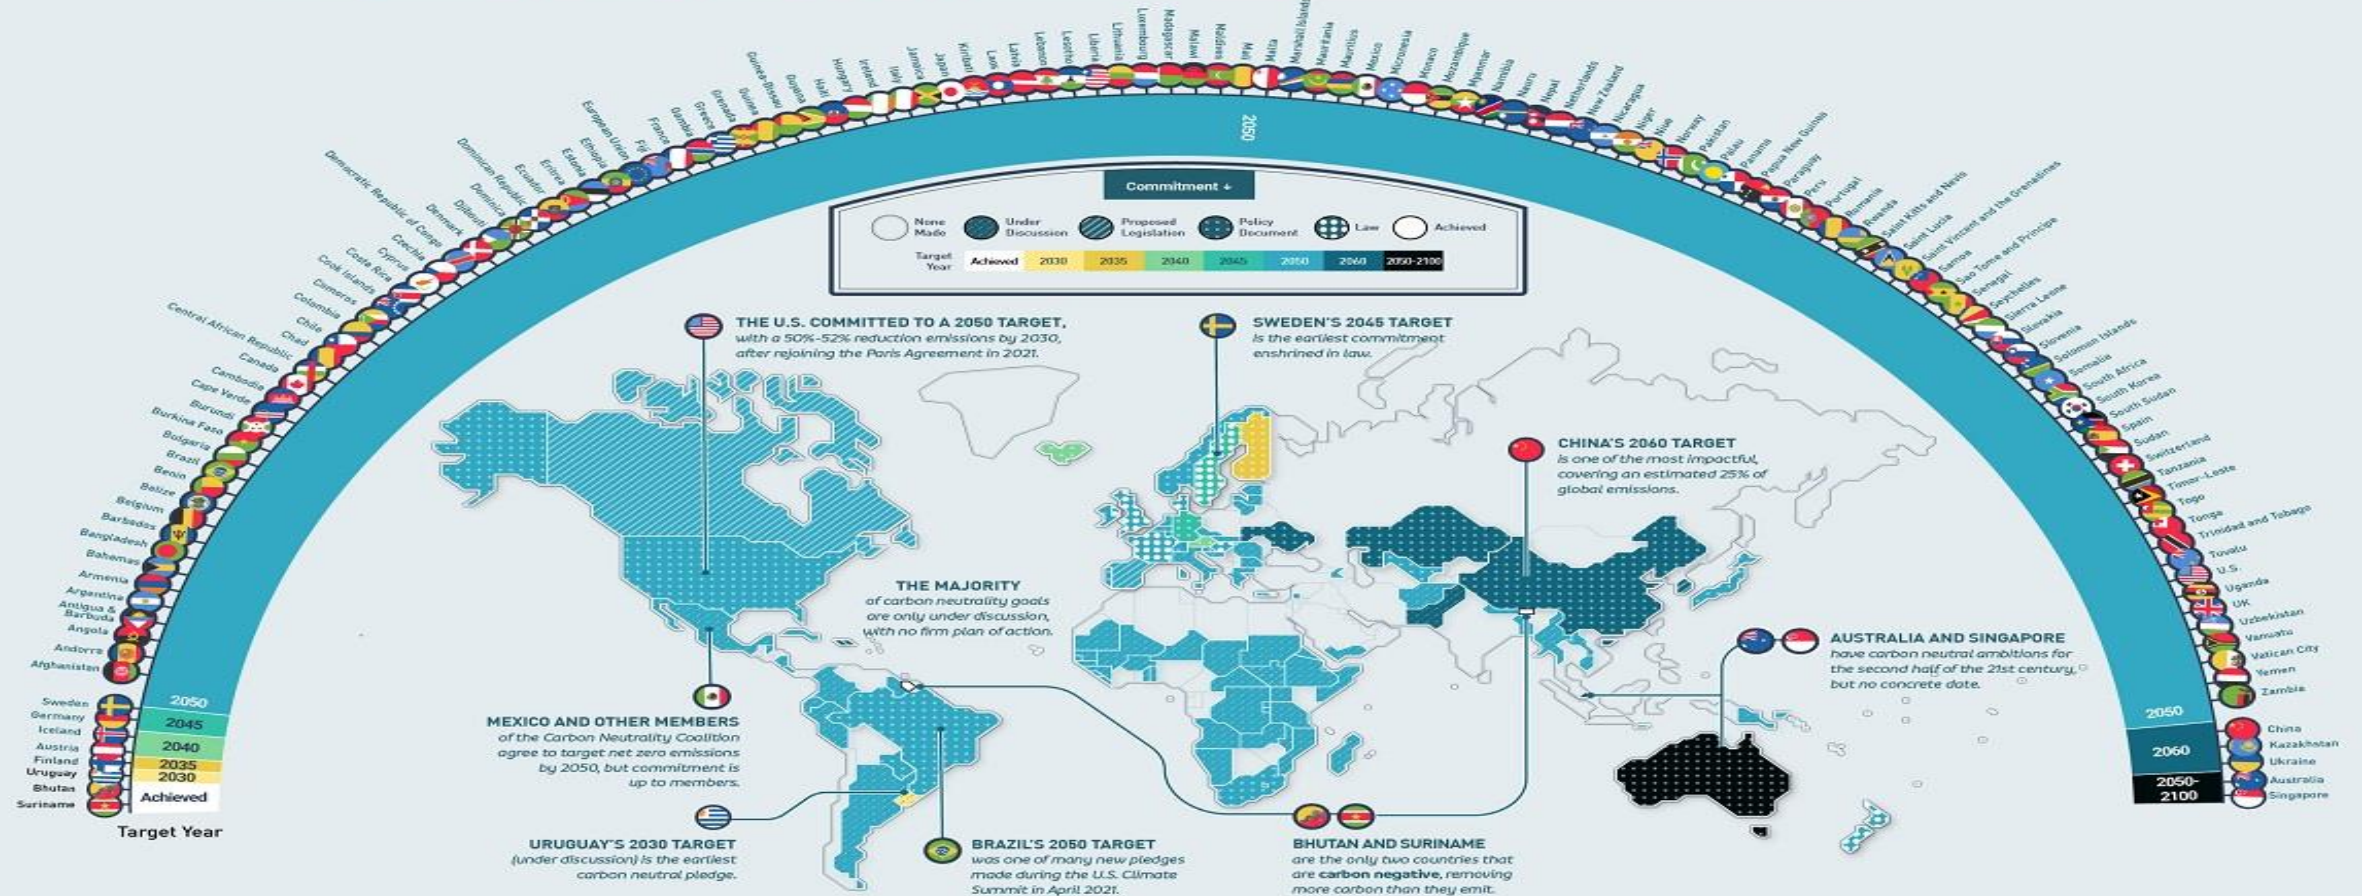 Suriname
Bhutan
Uruguay
Finland
Austria
Iceland
Germany
Sweden
Afghanistan
Andorra
Angola
Antigua &
Barbuda
Argentina
Armenia
Bahamas
Bangladesh
Barbados
Belgium
Belize
Benin
Brazil
Bulgaria
Burkina Faso
Burundi
Cape Verde
Cambodia
Canada
Central African Republic
Chad
Chile
Colombia
Comoros
Cook Islands
Costa Rica
Cyprus
Czechia
Democratic Republic of Congo
Denmark
Djibouti
Dominica
Dominican Republic
Ecuador
Eritrea
Estonia
Ethiopia
European Union
Fiji
France
Gambia
Greece
Grenada
Guinea
Guinea-Bissau
Guyana
Haiti
Hungary
Ireland
Italy
Jamaica
Japan
Kiribati
Laos
Latvia
Lebanon
Lesotho
Liberia
Lithuania
Luxembourg
Madagascar
Malawi
Maldives
Mali
Malta
Marshall Islands
Mauritania
Mauritius
Mexico
Micronesia
Monaco
Mozambique
Myanmar
Namibia
Nauru
Nepal
Netherlands
New Zealand
Nicaragua
Niger
Niue
Norway
Pakistan
Palau
Panama
Papua New Guinea
Paraguay
Peru
Portugal
Rumania
Rwanda
Saint Kitts and Nevis
Saint Lucia
Saint Vincent and the Grenadines
Samoa
Sao Tome and Principe
Senegal
Seychelles
Sierra Leone
Slovakia
Slovenia
Solomon Islands
Somalia
South Africa
South Korea
South Sudan
Spain
Sudan
Switzerland
Tanzania
Timor-Leste
Togo
Tonga
Trinidad and Tobago
Tuvalu
U.S.
Uganda
UK
Uzbekistan
Vanuatu
Vatican City
Yemen
Zambia
China
Kazakhstan
Ukraine
Australia
Singapore
2050
2050
2045
2040
2035
2030
Achieved
Target Year
2050
2060
2050-
2100
Commitment ↓
None
Made
Under
Discussion
Proposed
Legislation
Policy
Document
Law
Achieved
Target
Year
Achieved 2030 2035 2040 2045 2050 2060 2050-2100
THE U.S. COMMITTED TO A 2050 TARGET,
with a 50%-52% reduction emissions by 2030,
after rejoining the Paris Agreement in 2021.
SWEDEN'S 2045 TARGET
is the earliest commitment
enshrined in law.
CHINA'S 2060 TARGET
is one of the most impactful,
covering an estimated 25% of
global emissions.
THE MAJORITY
of carbon neutrality goals
are only under discussion,
with no firm plan of action.
AUSTRALIA AND SINGAPORE
have carbon neutral ambitions for
the second half of the 21st century,
but no concrete date.
MEXICO AND OTHER MEMBERS
of the Carbon Neutrality Coalition
agree to target net zero emissions
by 2050, but commitment is
up to members.
URUGUAY'S 2030 TARGET
(under discussion) is the earliest
carbon neutral pledge.
BRAZIL'S 2050 TARGET
was one of many new pledges
made during the U.S. Climate
Summit in April 2021.
BHUTAN AND SURINAME
are the only two countries that
are carbon negative, removing
more carbon than they emit.